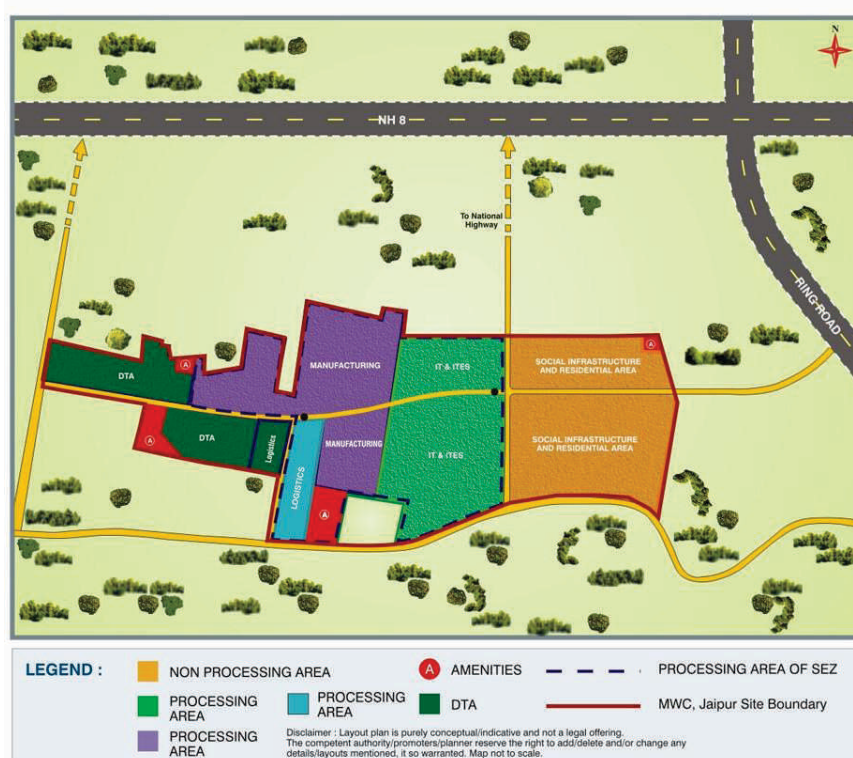 N
NH 8
To National
Highway
RING ROAD
A
MANUFACTURING
IT & ITES
SOCIAL INFRASTRUCTURE
AND RESIDENTIAL AREA
A
DTA
A
DTA
Logistics
LOGISTICS
MANUFACTURING
IT & ITES
SOCIAL INFRASTRUCTURE
AND RESIDENTIAL AREA
A
LEGEND :
NON PROCESSING AREA
A AMENITIES
PROCESSING AREA OF SEZ
PROCESSING
AREA
PROCESSING
AREA
DTA
MWC, Jaipur Site Boundary
PROCESSING
AREA
Disclaimer : Layout plan is purely conceptual/indicative and not a legal offering.
The competent authority/promoters/planner reserve the right to add/delete and/or change any
details/layouts mentioned, it so warranted. Map not to scale.